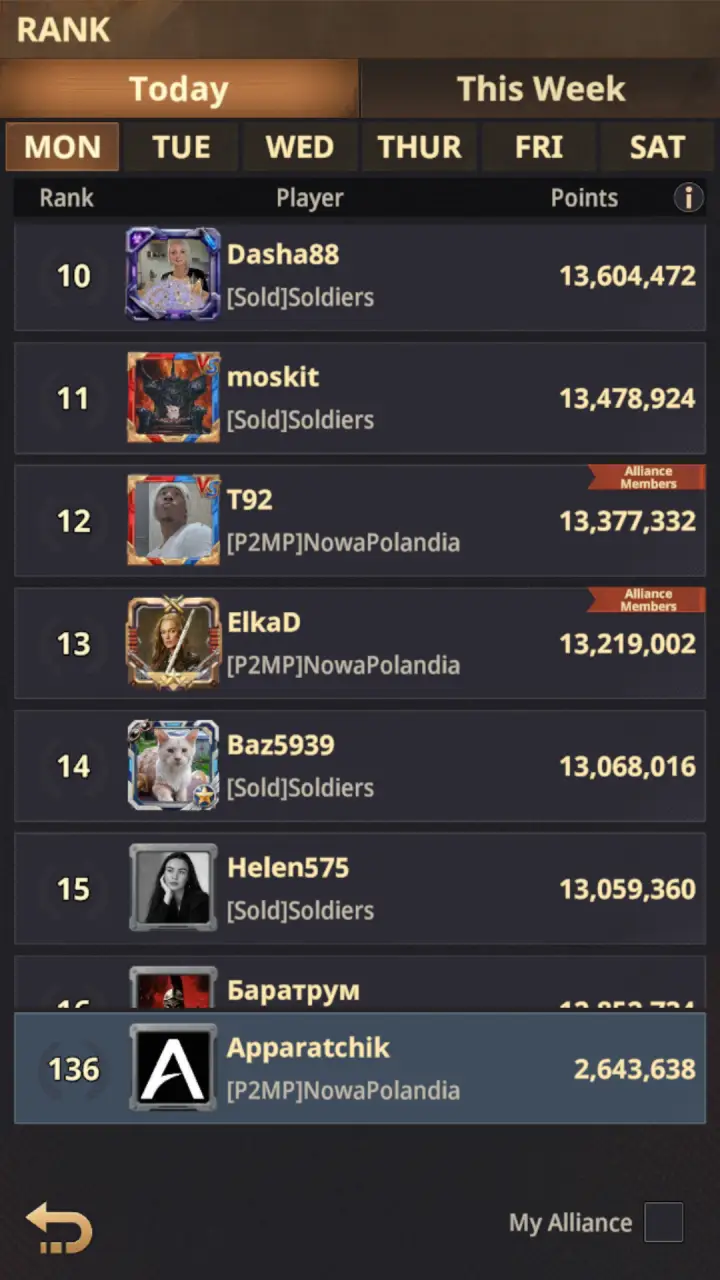 RANK
Today
This Week
MON
TUE
WED
THUR
FRI
SAT
Rank
Player
Points
10
Dasha88
[Sold]Soldiers
13,604,472
11
moskit
[Sold]Soldiers
13,478,924
Alliance
Members
12
T92
[P2MP]NowaPolandia
13,377,332
Alliance
Members
13
ElkaD
[P2MP]NowaPolandia
13,219,002
14
Baz5939
[Sold]Soldiers
13,068,016
15
Helen575
[Sold]Soldiers
13,059,360
Баратрум
136
Apparatchik
[P2MP]NowaPolandia
2,643,638
My Alliance